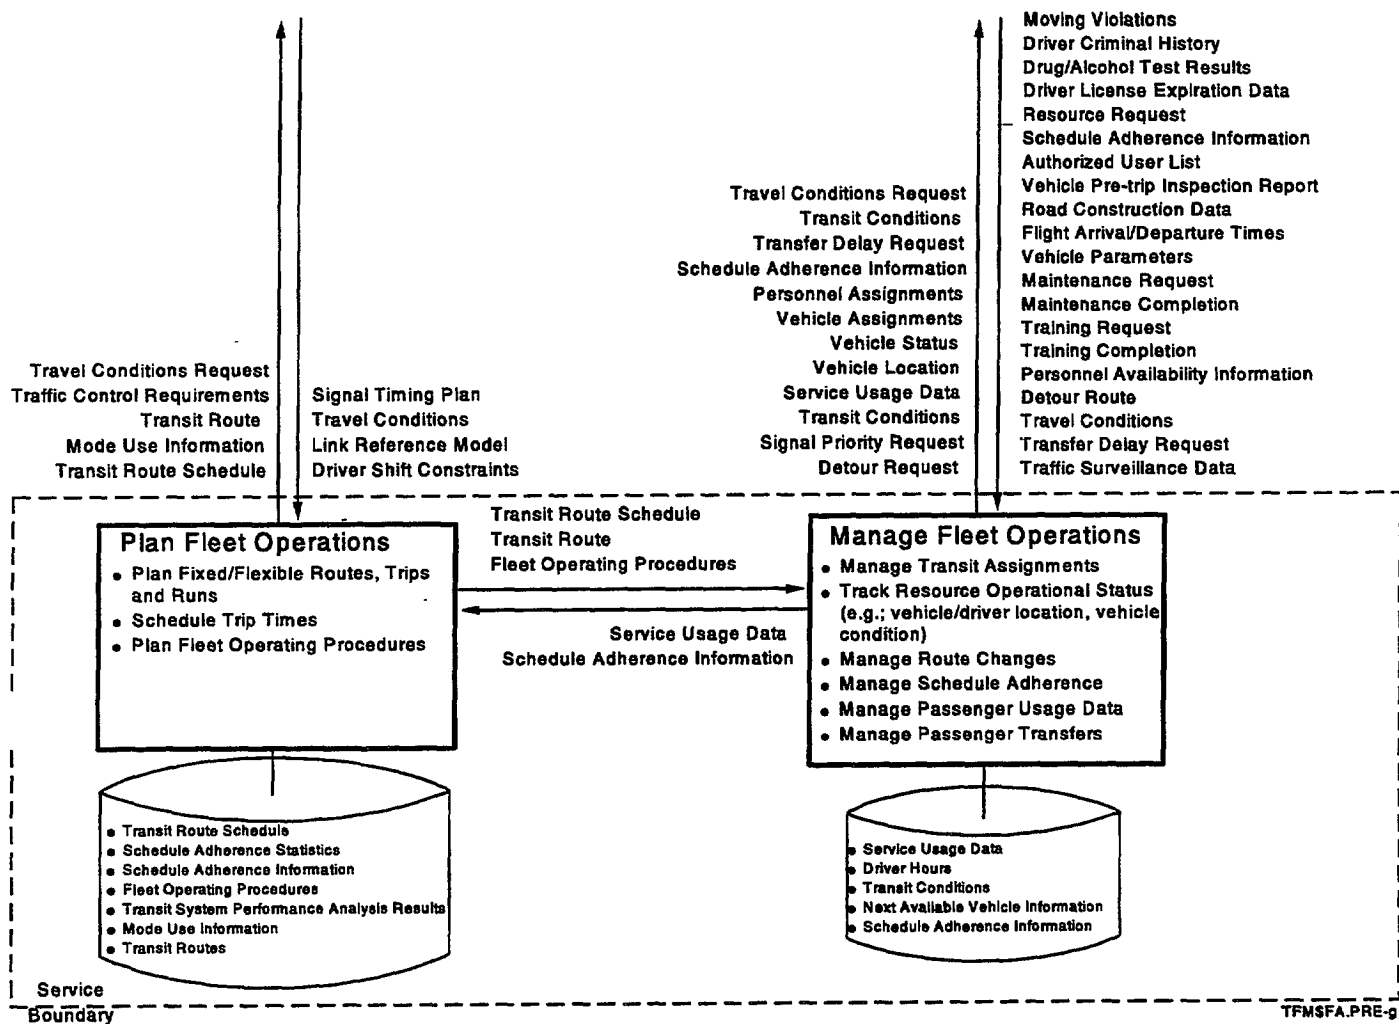 Moving Violations
Driver Criminal History
Drug/Alcohol Test Results
Driver License Expiration Data
Resource Request
Schedule Adherence Information
Authorized User List
Vehicle Pre-trip Inspection Report
Road Construction Data
Flight Arrival/Departure Times
Vehicle Parameters
Maintenance Request
Maintenance Completion
Training Request
Training Completion
Personnel Availability Information
Detour Route
Travel Conditions
Transfer Delay Request
Traffic Surveillance Data
Travel Conditions Request
Transit Conditions
Transfer Delay Request
Schedule Adherence Information
Personnel Assignments
Vehicle Assignments
Vehicle Status
Vehicle Location
Service Usage Data
Transit Conditions
Signal Priority Request
Detour Request
Travel Conditions Request
Traffic Control Requirements
Transit Route
Mode Use Information
Transit Route Schedule
Signal Timing Plan
Travel Conditions
Link Reference Model
Driver Shift Constraints
Plan Fleet Operations
• Plan Fixed/Flexible Routes, Trips
and Runs
• Schedule Trip Times
• Plan Fleet Operating Procedures
Transit Route Schedule
Transit Route
Fleet Operating Procedures
Service Usage Data
Schedule Adherence Information
Manage Fleet Operations
• Manage Transit Assignments
• Track Resource Operational Status
(e.g.; vehicle/driver location, vehicle
condition)
• Manage Route Changes
• Manage Schedule Adherence
• Manage Passenger Usage Data
• Manage Passenger Transfers
• Transit Route Schedule
• Schedule Adherence Statistics
• Schedule Adherence Information
• Fleet Operating Procedures
• Transit System Performance Analysis Results
• Mode Use Information
• Transit Routes
• Service Usage Data
• Driver Hours
• Transit Conditions
• Next Available Vehicle Information
• Schedule Adherence Information
Service
Boundary
TFMSFA.PRE-g